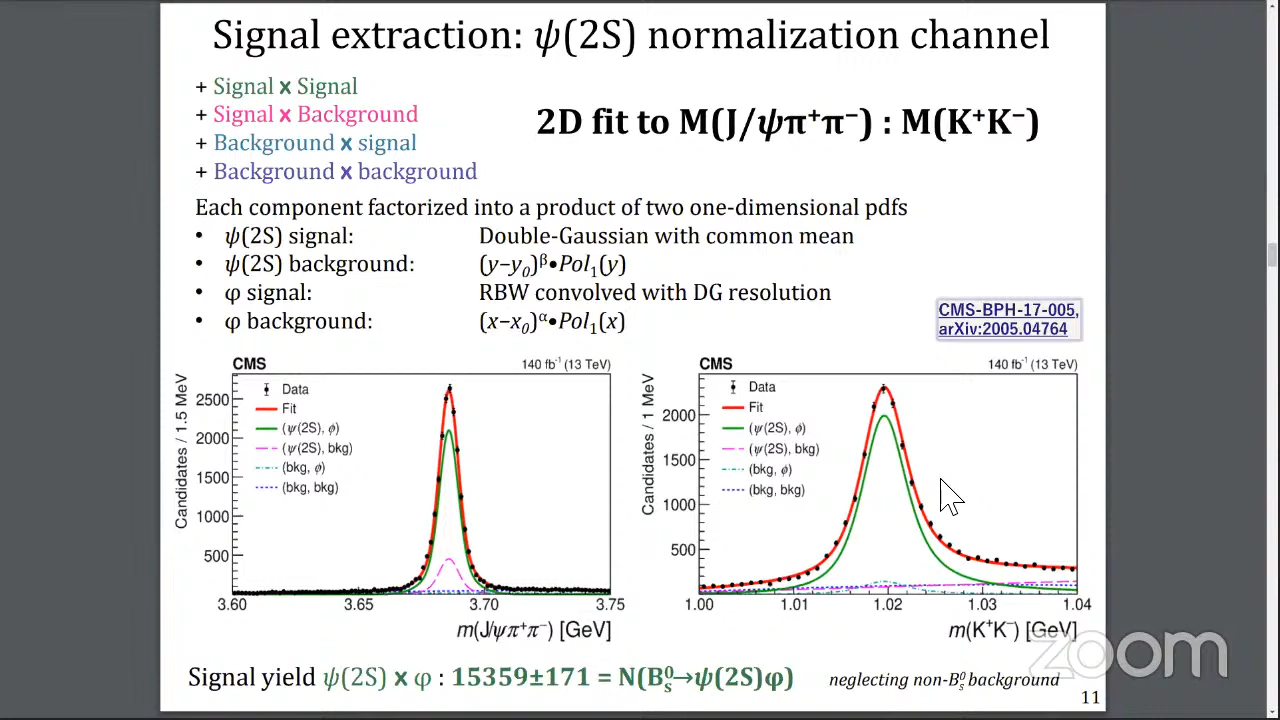 Signal extraction: ψ(2S) normalization channel
+ Signal x Signal
+ Signal x Background
+ Background x signal
+ Background x background
2D fit to M(J/ψπ⁺π⁻) : M(K⁺K⁻)
Each component factorized into a product of two one-dimensional pdfs
• ψ(2S) signal: Double-Gaussian with common mean
• ψ(2S) background: (y−y₀)ᵝ•Pol₁(y)
• φ signal: RBW convolved with DG resolution
• φ background: (x−x₀)ᵅ•Pol₁(x)
CMS-BPH-17-005,
arXiv:2005.04764
CMS 140 fb⁻¹ (13 TeV)
Candidates / 1.5 MeV
2500
2000
1500
1000
500
Data
Fit
(ψ(2S), ϕ)
(ψ(2S), bkg)
(bkg, ϕ)
(bkg, bkg)
3.60 3.65 3.70 3.75
m(J/ψπ⁺π⁻) [GeV]
CMS 140 fb⁻¹ (13 TeV)
Candidates / 1 MeV
2000
1500
1000
500
Data
Fit
(ψ(2S), ϕ)
(ψ(2S), bkg)
(bkg, ϕ)
(bkg, bkg)
1.00 1.01 1.02 1.03 1.04
m(K⁺K⁻) [GeV]
zoom
Signal yield ψ(2S) x φ : 15359±171 = N(B⁰ₛ→ψ(2S)φ) neglecting non-B⁰ₛ background
11